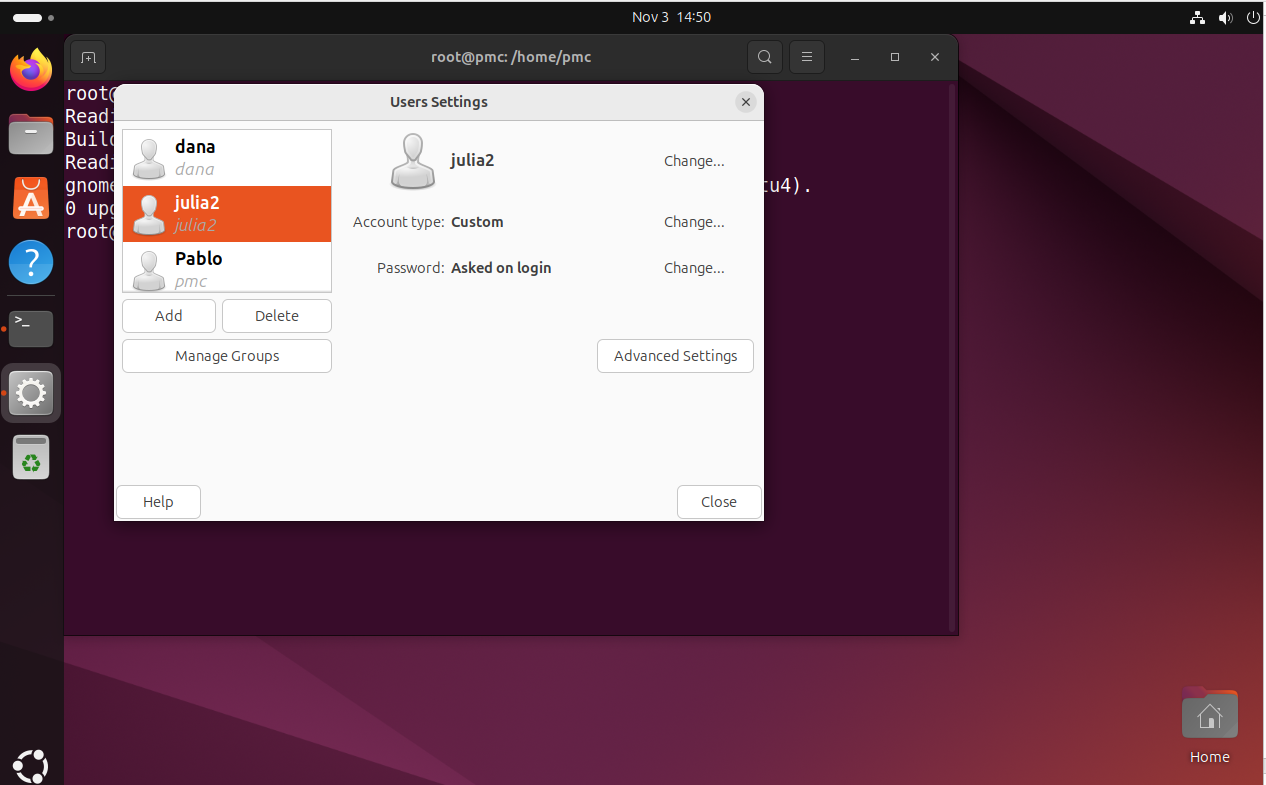 Nov 3 14:50
root@pmc: /home/pmc
root@
Readi
Build
Readi
gnome
tu4).
0 upg
root@
Users Settings
dana
dana
julia2
julia2
Pablo
pmc
Add
Delete
Manage Groups
julia2
Change...
Account type: Custom
Change...
Password: Asked on login
Change...
Advanced Settings
Help
Close
Home